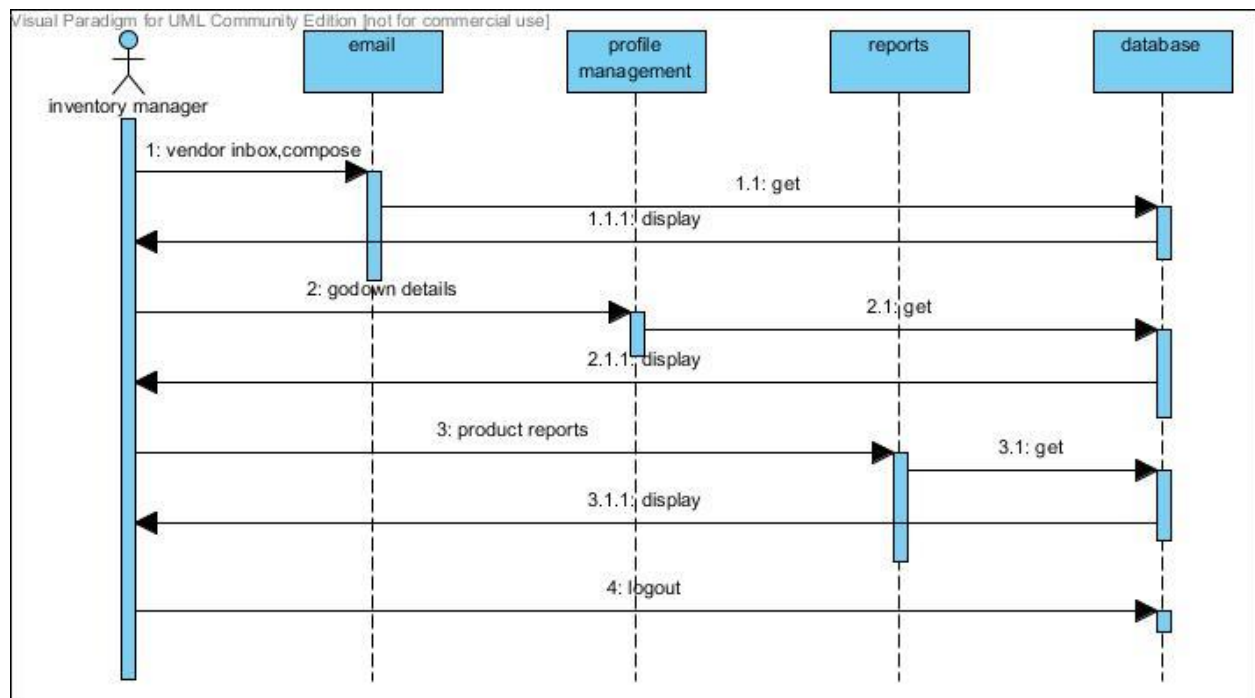 Visual Paradigm for UML Community Edition [not for commercial use]
email
profile
management
reports
database
inventory manager
1: vendor inbox,compose
1.1: get
1.1.1: display
2: godown details
2.1: get
2.1.1: display
3: product reports
3.1: get
3.1.1: display
4: logout